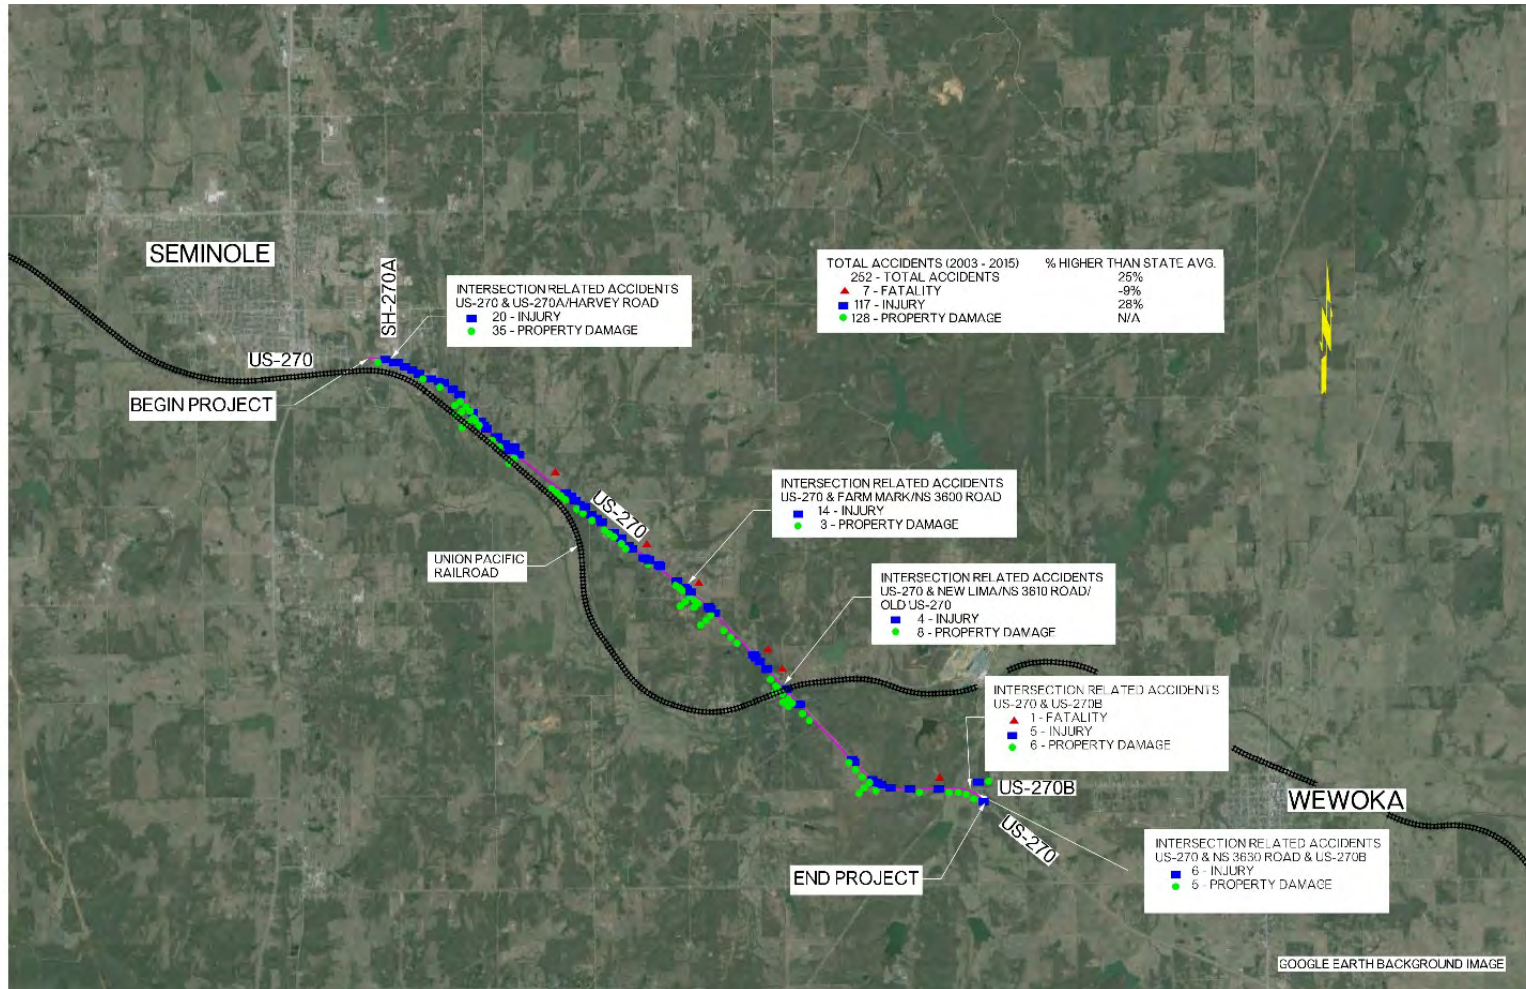 SEMINOLE
SH-270A
INTERSECTION RELATED ACCIDENTS
US-270 & US-270A/HARVEY ROAD
20 - INJURY
35 - PROPERTY DAMAGE
TOTAL ACCIDENTS (2003 - 2015) % HIGHER THAN STATE AVG.
252 - TOTAL ACCIDENTS 25%
7 - FATALITY -9%
117 - INJURY 28%
128 - PROPERTY DAMAGE N/A
US-270
BEGIN PROJECT
INTERSECTION RELATED ACCIDENTS
US-270 & FARM MARK/NS 3600 ROAD
14 - INJURY
3 - PROPERTY DAMAGE
US-270
UNION PACIFIC
RAILROAD
INTERSECTION RELATED ACCIDENTS
US-270 & NEW LIMA/NS 3610 ROAD/
OLD US-270
4 - INJURY
8 - PROPERTY DAMAGE
INTERSECTION RELATED ACCIDENTS
US-270 & US-270B
1 - FATALITY
5 - INJURY
6 - PROPERTY DAMAGE
US-270B
WEWOKA
US-270
END PROJECT
INTERSECTION RELATED ACCIDENTS
US-270 & NS 3630 ROAD & US-270B
6 - INJURY
5 - PROPERTY DAMAGE
GOOGLE EARTH BACKGROUND IMAGE